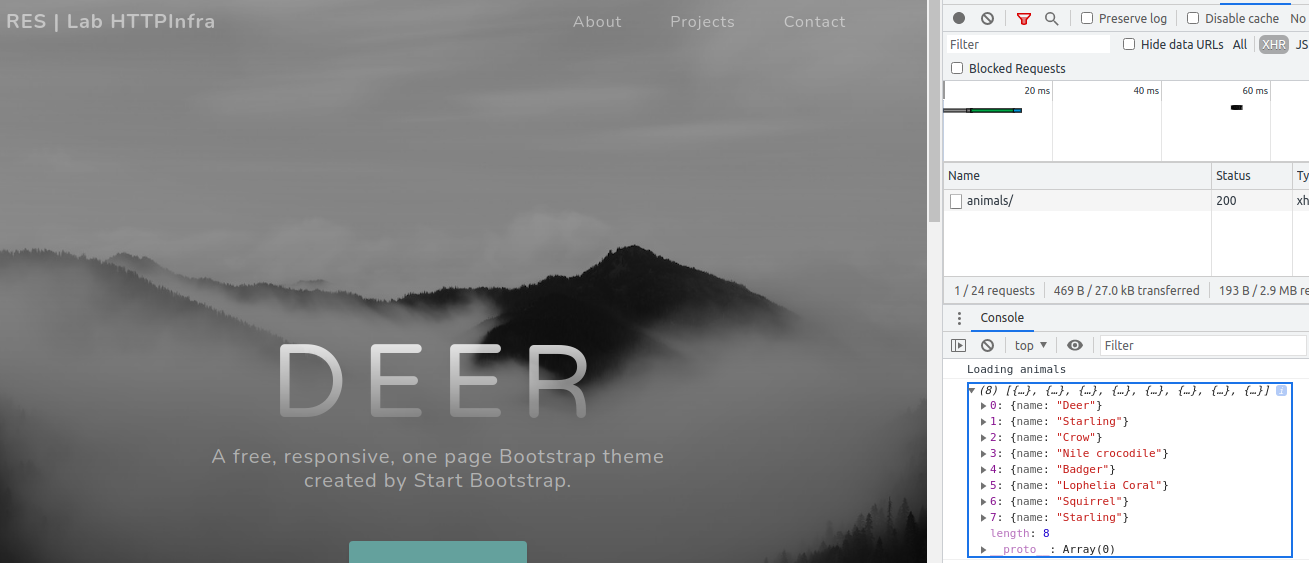 RES | Lab HTTPInfra
About Projects Contact
DEER
A free, responsive, one page Bootstrap theme
created by Start Bootstrap.
Preserve log Disable cache No
Filter Hide data URLs All XHR JS
Blocked Requests
20 ms 40 ms 60 ms
Name Status Ty
animals/ 200 xh
1 / 24 requests 469 B / 27.0 kB transferred 193 B / 2.9 MB re
Console
top ▼ Filter
Loading animals
(8) [{…}, {…}, {…}, {…}, {…}, {…}, {…}, {…}] i
0: {name: "Deer"}
1: {name: "Starling"}
2: {name: "Crow"}
3: {name: "Nile crocodile"}
4: {name: "Badger"}
5: {name: "Lophelia Coral"}
6: {name: "Squirrel"}
7: {name: "Starling"}
length: 8
__proto__: Array(0)